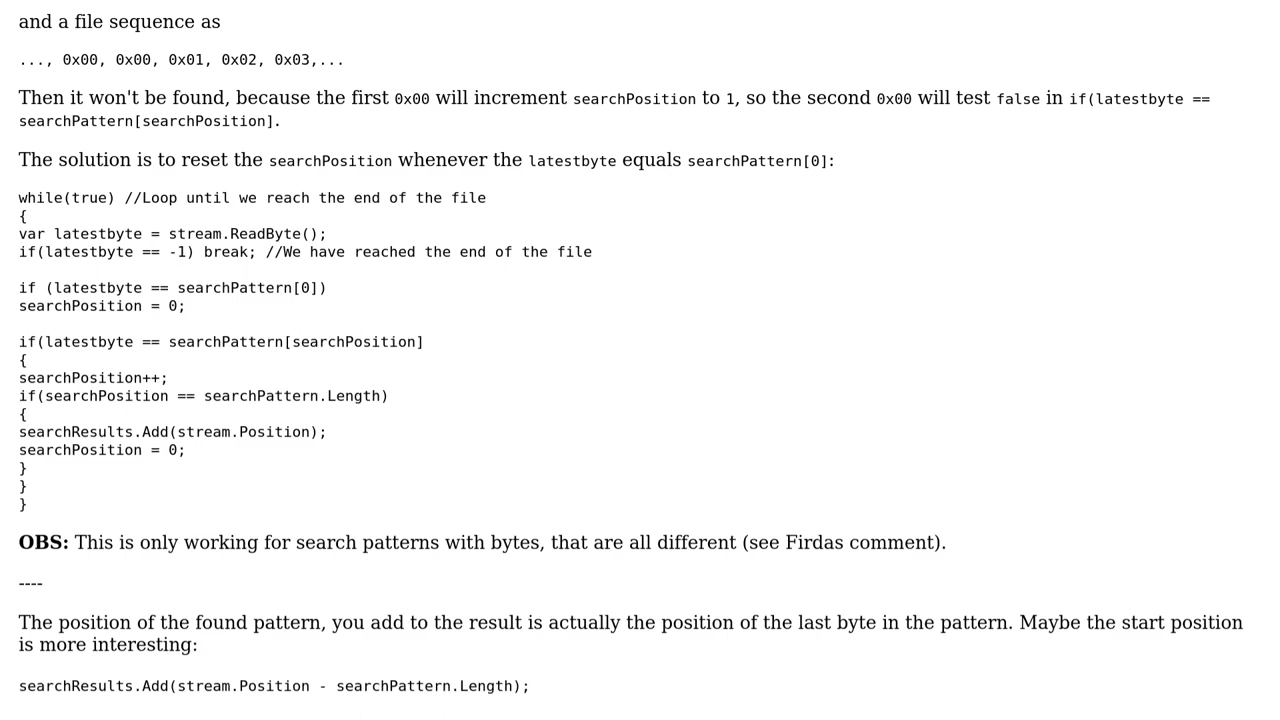 and a file sequence as
..., 0x00, 0x00, 0x01, 0x02, 0x03,...
Then it won't be found, because the first 0x00 will increment searchPosition to 1, so the second 0x00 will test false in if(latestbyte ==
searchPattern[searchPosition].
The solution is to reset the searchPosition whenever the latestbyte equals searchPattern[0]:
while(true) //Loop until we reach the end of the file
{
var latestbyte = stream.ReadByte();
if(latestbyte == -1) break; //We have reached the end of the file
if (latestbyte == searchPattern[0])
searchPosition = 0;
if(latestbyte == searchPattern[searchPosition]
{
searchPosition++;
if(searchPosition == searchPattern.Length)
{
searchResults.Add(stream.Position);
searchPosition = 0;
}
}
}
OBS: This is only working for search patterns with bytes, that are all different (see Firdas comment).
----
The position of the found pattern, you add to the result is actually the position of the last byte in the pattern. Maybe the start position
is more interesting:
searchResults.Add(stream.Position - searchPattern.Length);